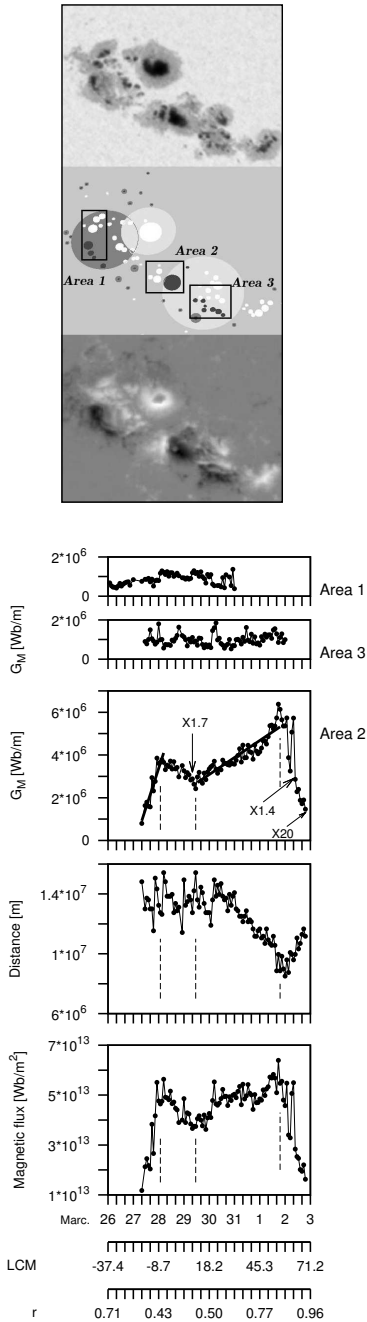 Area 2
Area 1
Area 3
2*10^6
0
Area 1
G_M [Wb/m]
2*10^6
0
Area 3
6*10^6
4*10^6
2*10^6
0
G_M [Wb/m]
X1.7
X1.4
X20
Area 2
1.4*10^7
1*10^7
6*10^6
Distance [m]
7*10^13
5*10^13
3*10^13
1*10^13
Magnetic flux [Wb/m^2]
Marc. 26 27 28 29 30 31 1 2 3
LCM -37.4 -8.7 18.2 45.3 71.2
r 0.71 0.43 0.50 0.77 0.96